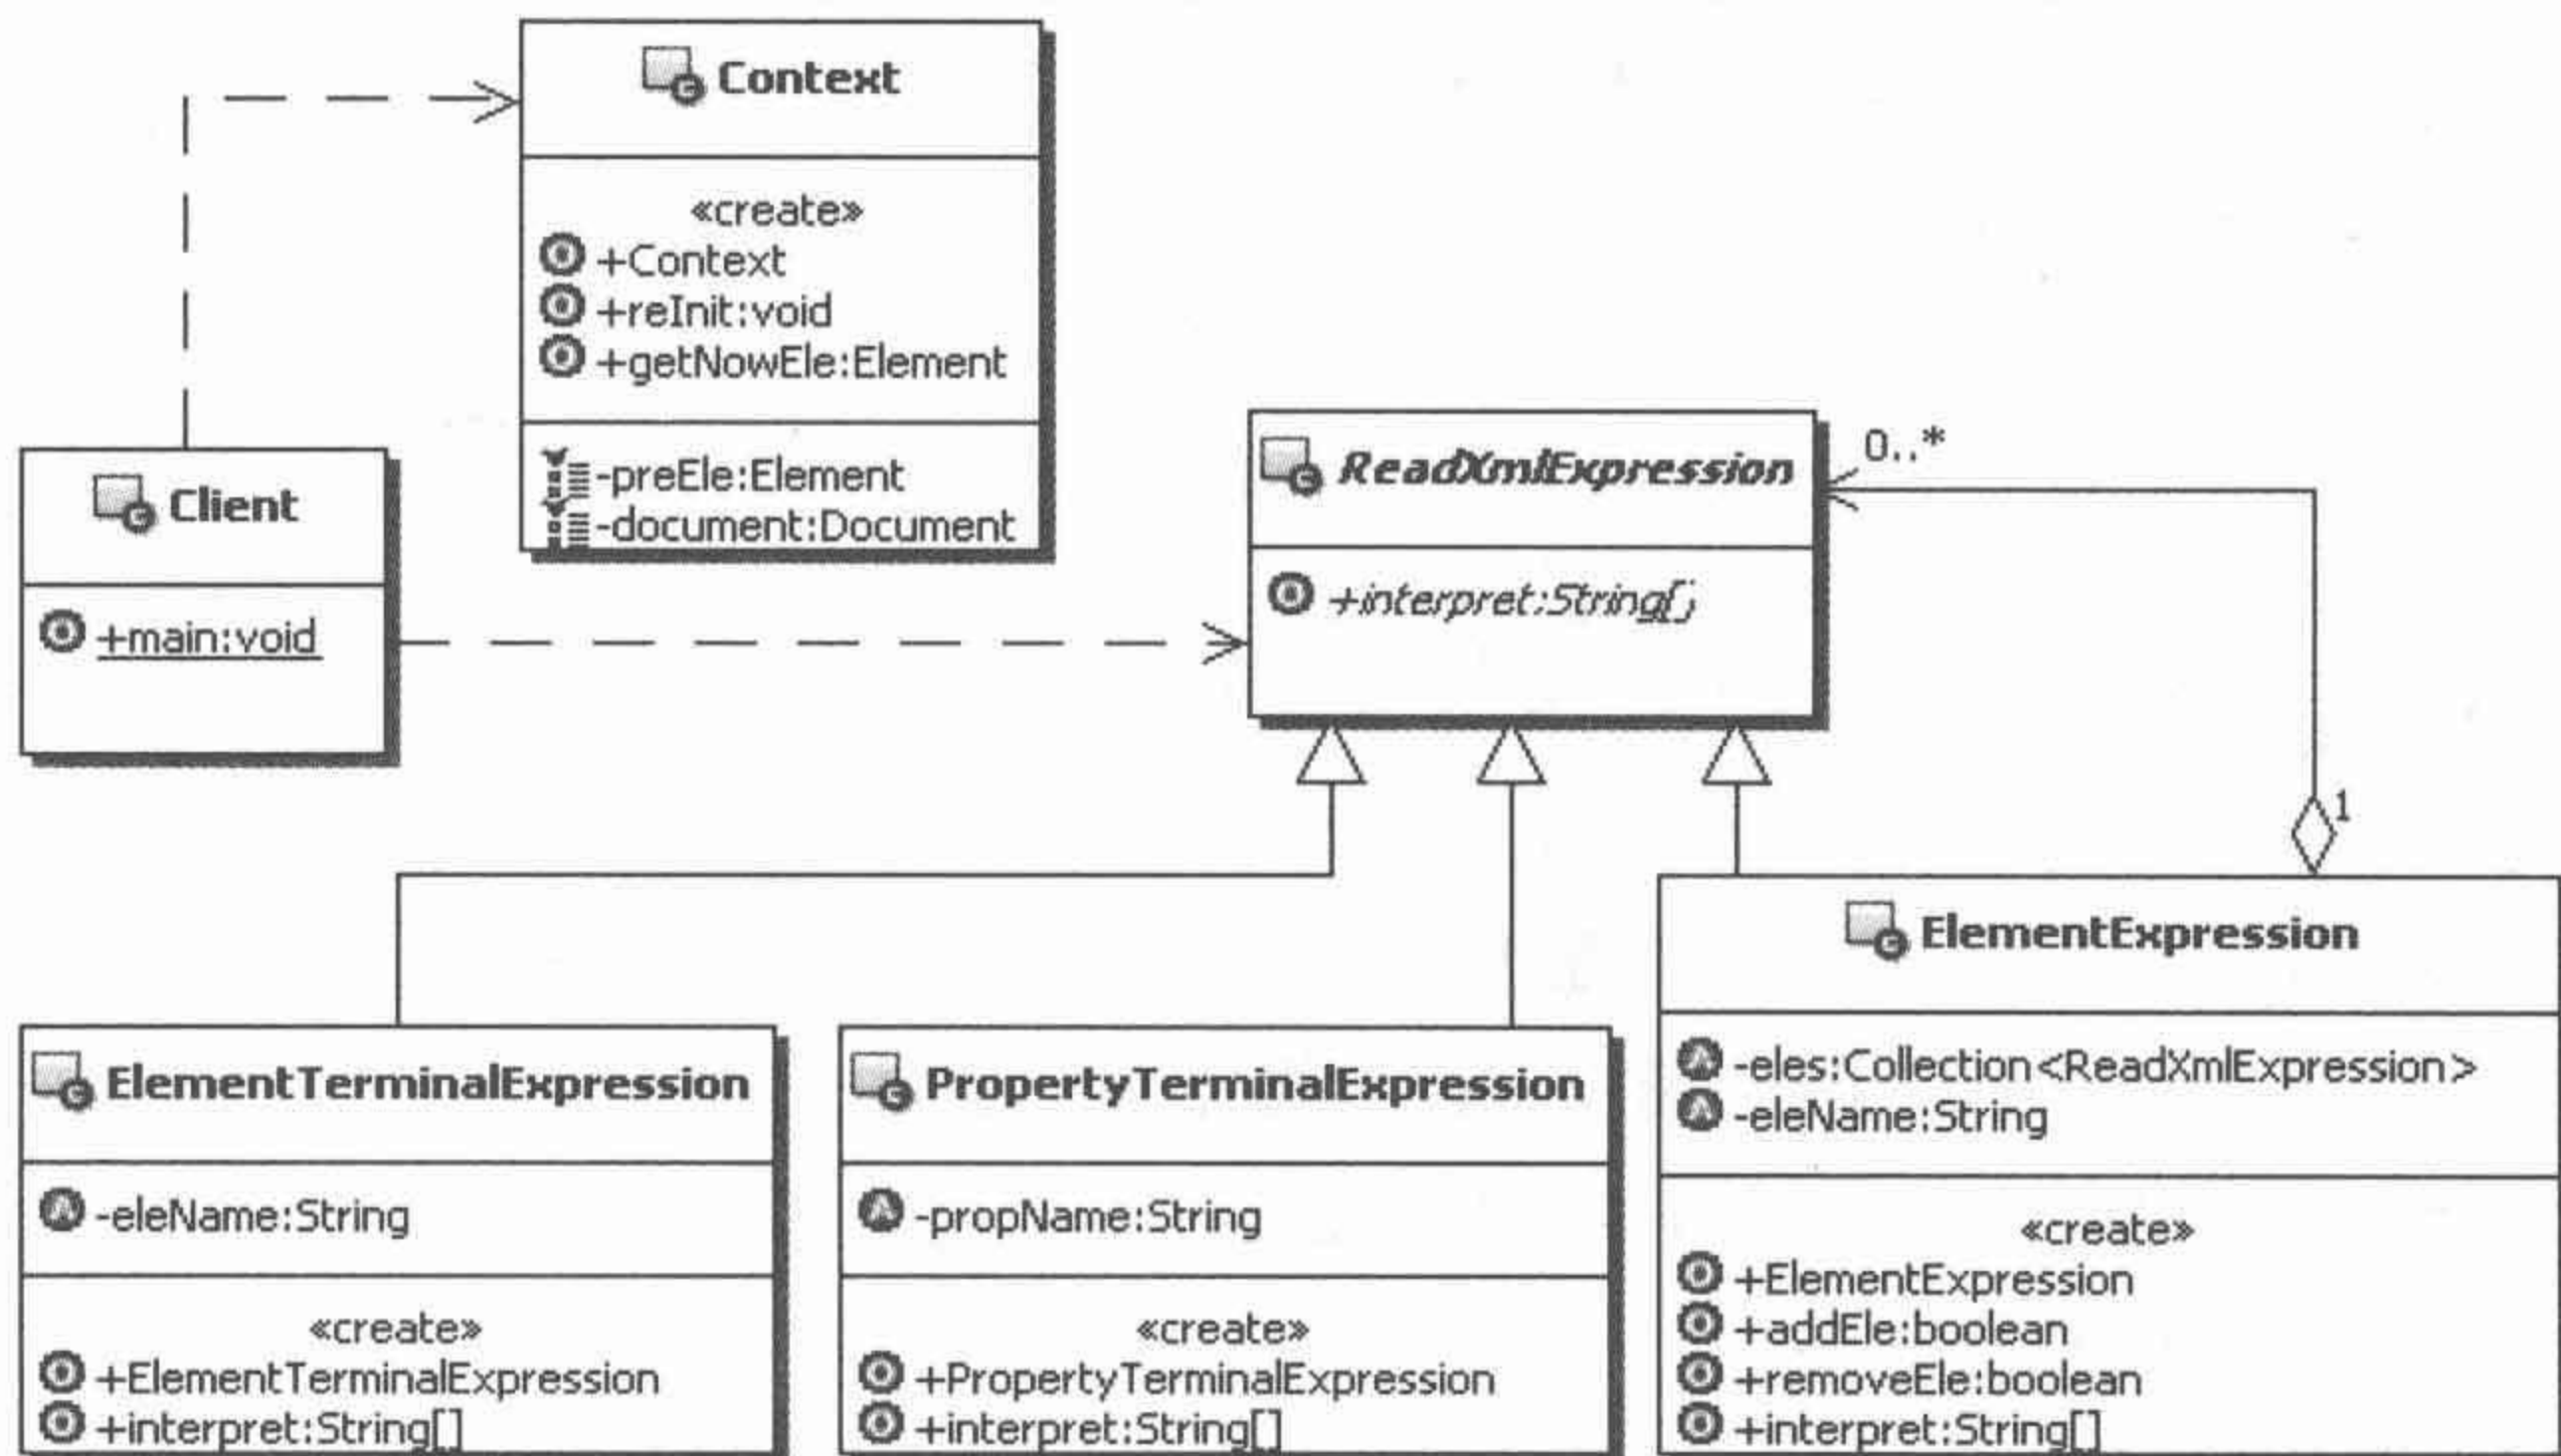 Context
«create»
+Context
+reInit:void
+getNowEle:Element
-preEle:Element
-document:Document
Client
+main:void
ReadXmlExpression
+interpret:String[]
0..*
1
ElementTerminalExpression
-eleName:String
«create»
+ElementTerminalExpression
+interpret:String[]
PropertyTerminalExpression
-propName:String
«create»
+PropertyTerminalExpression
+interpret:String[]
ElementExpression
-eles:Collection<ReadXmlExpression>
-eleName:String
«create»
+ElementExpression
+addEle:boolean
+removeEle:boolean
+interpret:String[]